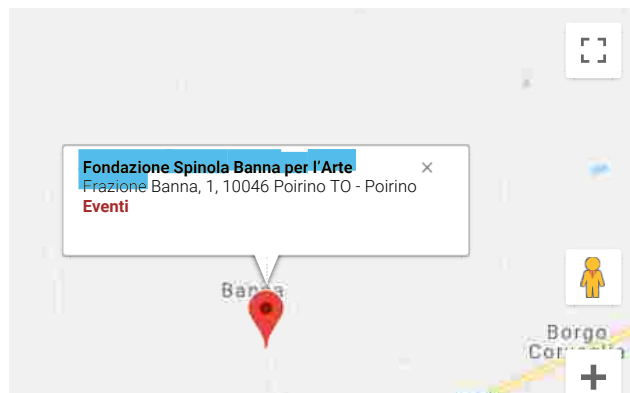 Fondazione Spinola Banna per l'Arte
Frazione Banna, 1, 10046 Poirino TO - Poirino
Eventi
Banna
Borgo